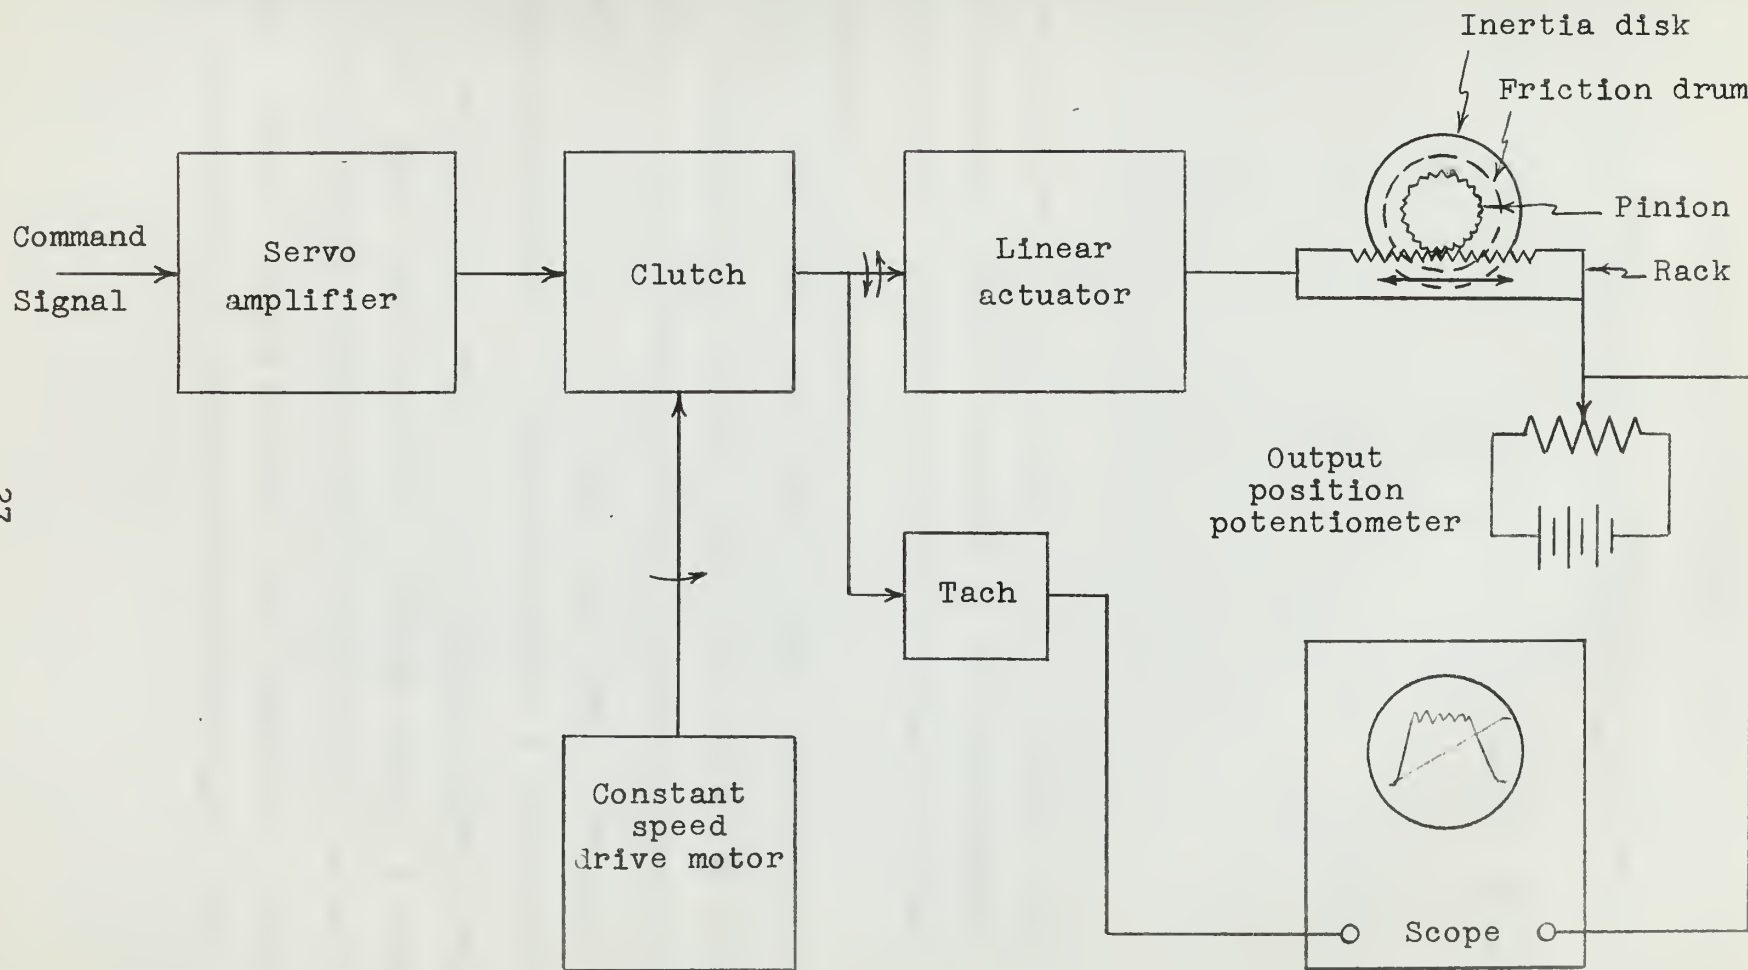 Inertia disk
Friction drum
Command
Signal
Servo
amplifier
Clutch
Linear
actuator
Pinion
Rack
Output
position
potentiometer
Tach
Constant
speed
drive motor
Scope
27